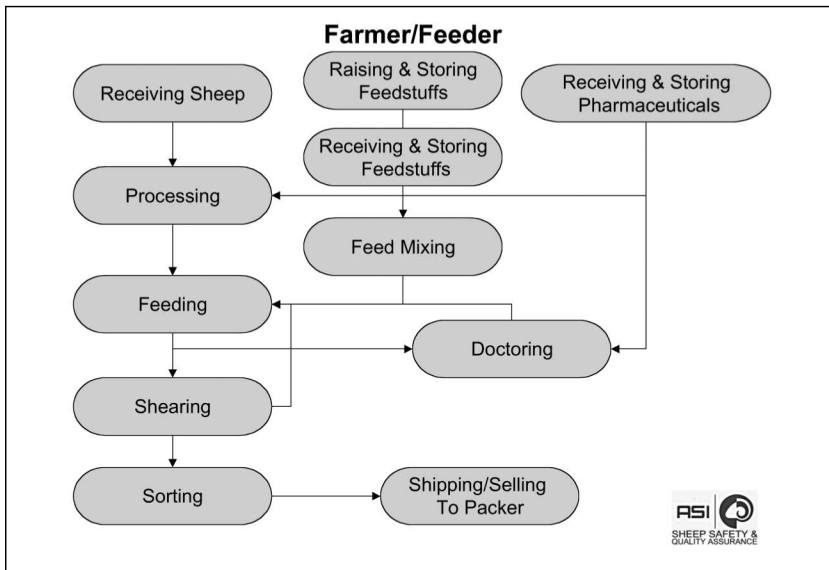 Farmer/Feeder
Receiving Sheep
Raising & Storing
Feedstuffs
Receiving & Storing
Pharmaceuticals
Receiving & Storing
Feedstuffs
Processing
Feed Mixing
Feeding
Doctoring
Shearing
Sorting
Shipping/Selling
To Packer
ASI
SHEEP SAFETY &
QUALITY ASSURANCE